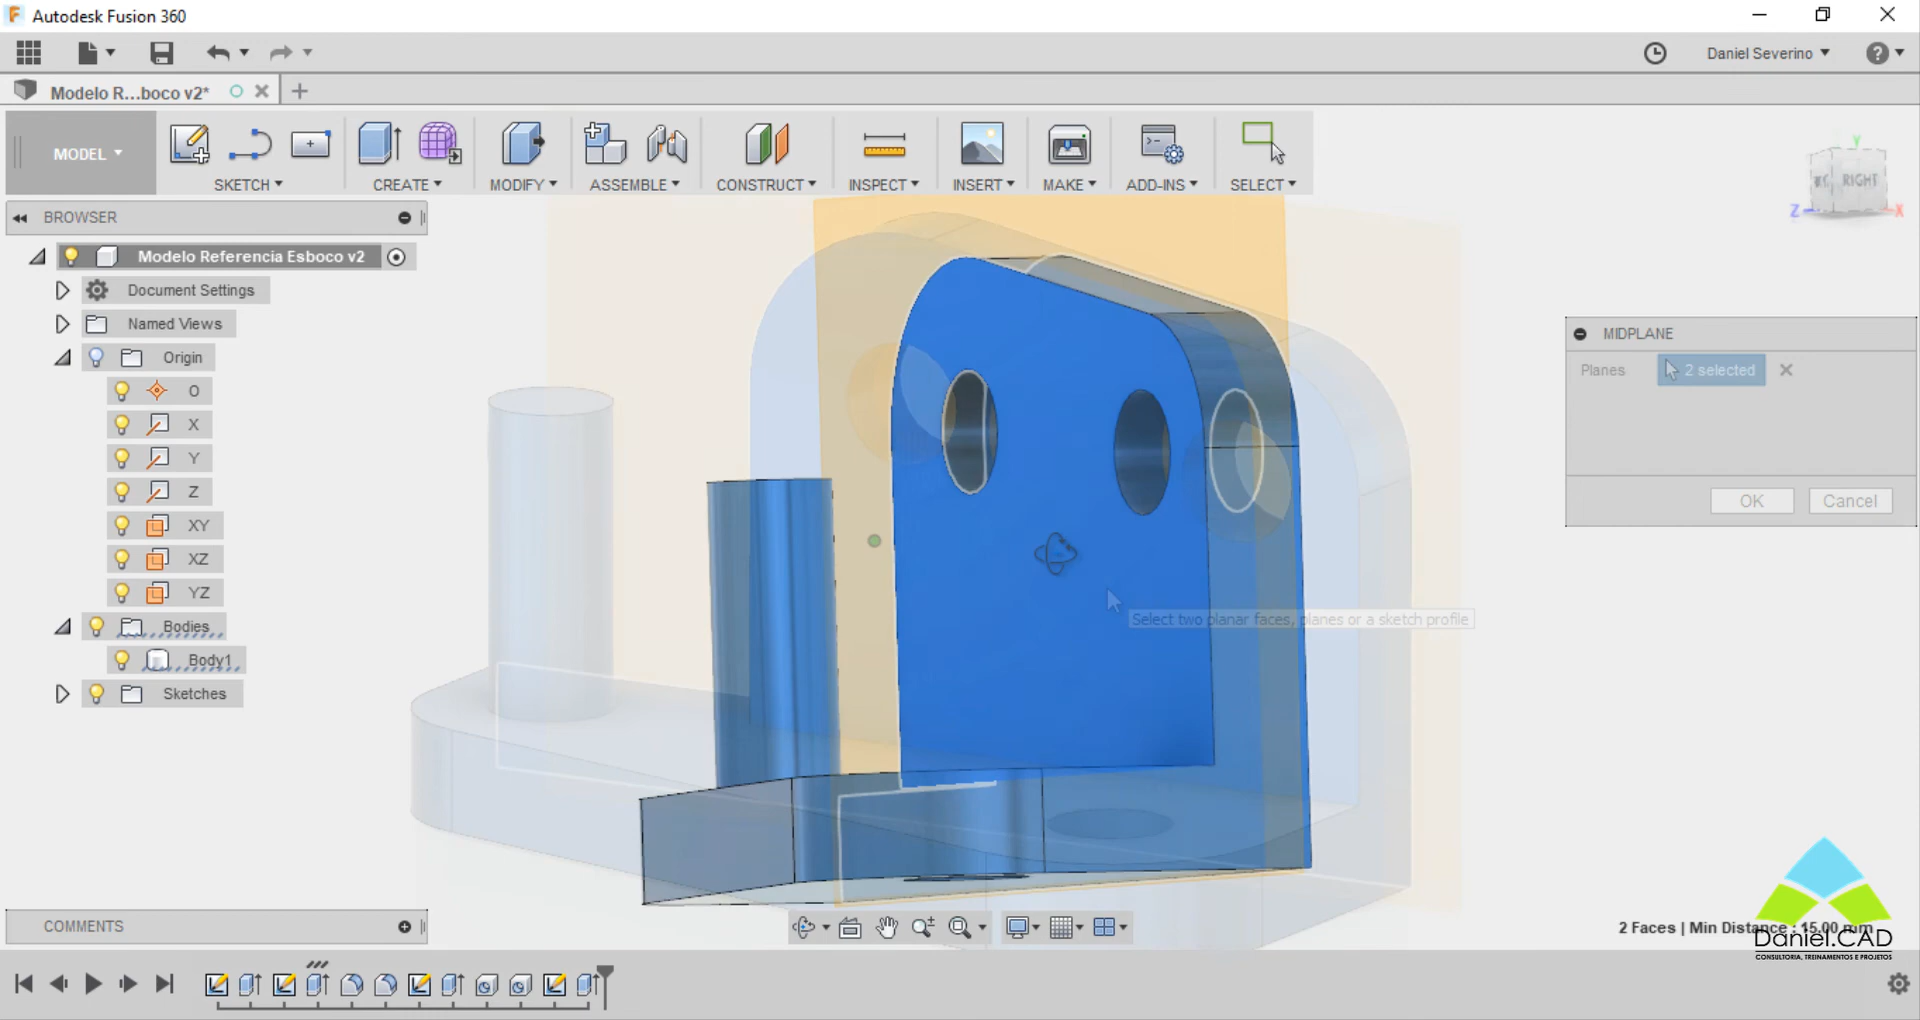 Autodesk Fusion 360
Daniel Severino
Modelo R...boco v2*
MODEL
SKETCH
CREATE
MODIFY
ASSEMBLE
CONSTRUCT
INSPECT
INSERT
MAKE
ADD-INS
SELECT
Y
RIGHT
Z
X
BROWSER
Modelo Referencia Esboco v2
Document Settings
Named Views
Origin
O
X
Y
Z
XY
XZ
YZ
Bodies
Body1
Sketches
MIDPLANE
Planes
2 selected
OK
Cancel
Select two planar faces, planes or a sketch profile
COMMENTS
2 Faces | Min Distance : 15.00 mm
Daniel.CAD
CONSULTORIA, TREINAMENTOS E PROJETOS